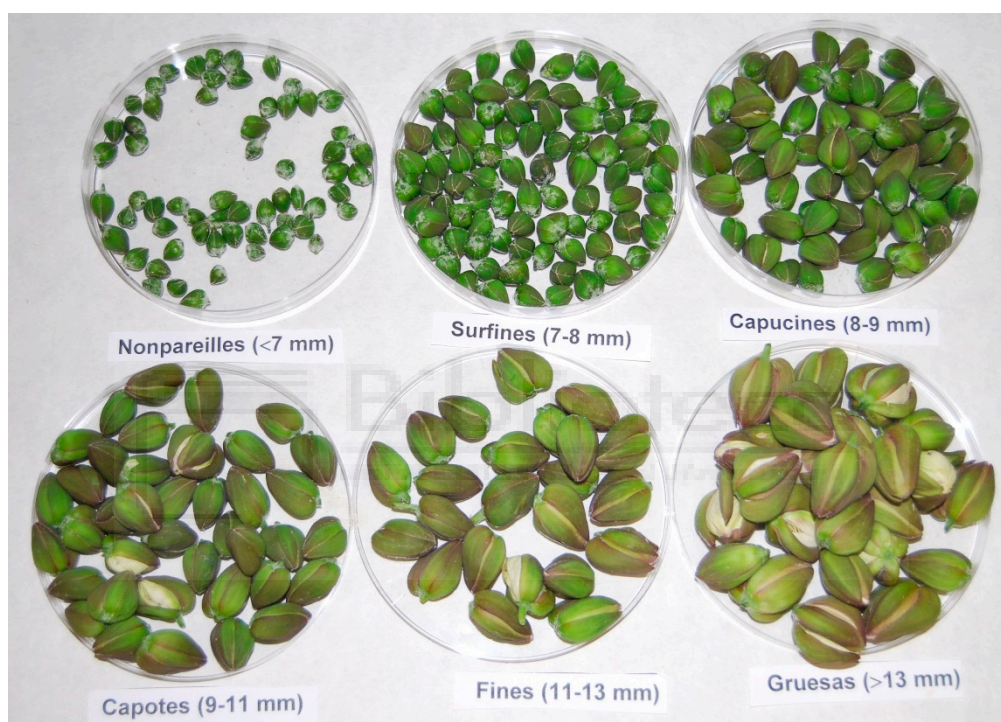 Nonpareilles (<7 mm)
Surfines (7-8 mm)
Capucines (8-9 mm)
Capotes (9-11 mm)
Fines (11-13 mm)
Gruesas (>13 mm)